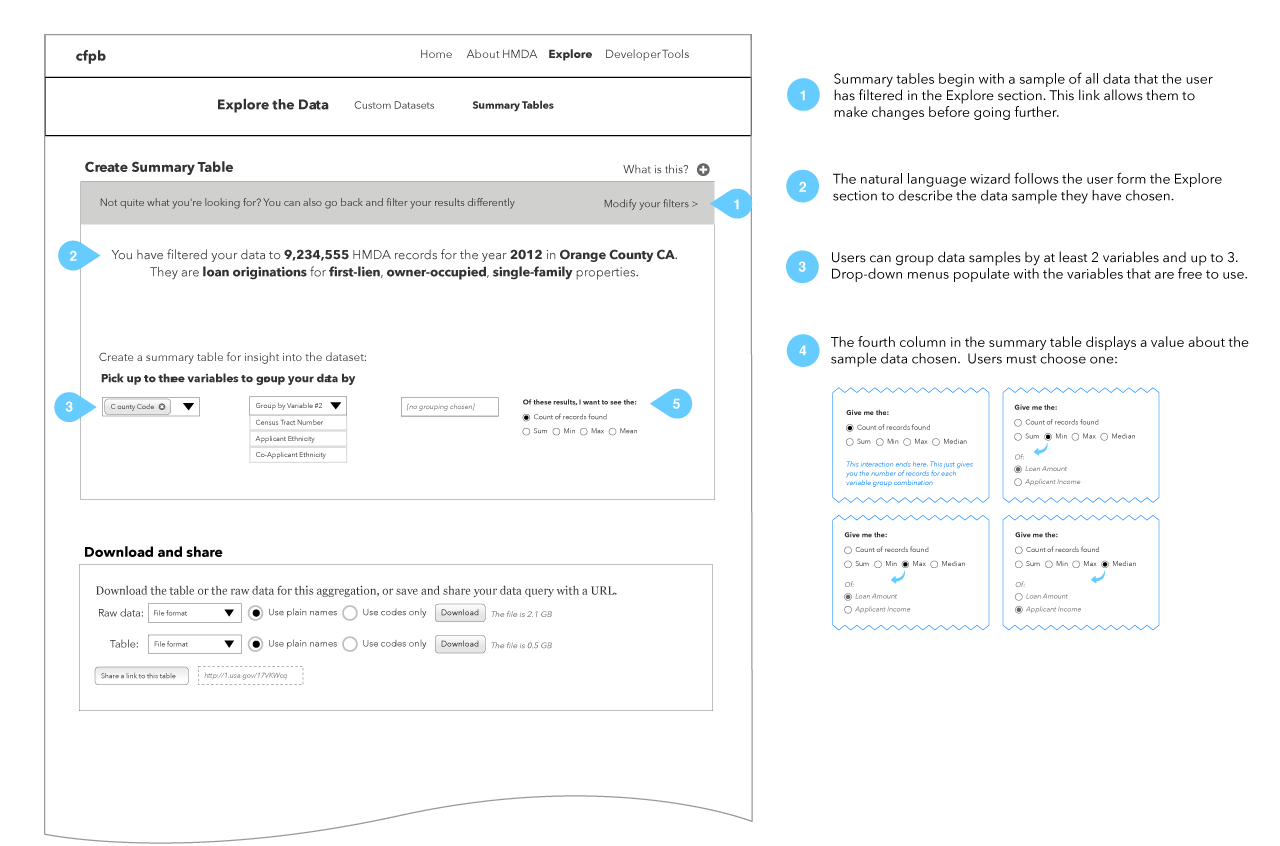 cfpb
Home About HMDA Explore Developer Tools
Explore the Data Custom Datasets Summary Tables
Create Summary Table
What is this?
Not quite what you're looking for? You can also go back and filter your results differently
Modify your filters >
1
2
You have filtered your data to 9,234,555 HMDA records for the year 2012 in Orange County CA.
They are loan originations for first-lien, owner-occupied, single-family properties.
Create a summary table for insight into the dataset:
Pick up to three variables to goup your data by
3
C ounty Code
Group by Variable #2
Census Tract Number
Applicant Ethnicity
Co-Applicant Ethnicity
[no grouping chosen]
Of these results, I want to see the:
Count of records found
Sum Min Max Mean
5
Download and share
Download the table or the raw data for this aggregation, or save and share your data query with a URL.
Raw data: File format Use plain names Use codes only Download The file is 2.1 GB
Table: File format Use plain names Use codes only Download The file is 0.5 GB
Share a link to this table http://1.usa.gov/17VKWcq
1
Summary tables begin with a sample of all data that the user
has filtered in the Explore section. This link allows them to
make changes before going further.
2
The natural language wizard follows the user form the Explore
section to describe the data sample they have chosen.
3
Users can group data samples by at least 2 variables and up to 3.
Drop-down menus populate with the variables that are free to use.
4
The fourth column in the summary table displays a value about the
sample data chosen. Users must choose one:
Give me the:
Count of records found
Sum Min Max Median
This interaction ends here. This just gives
you the number of records for each
variable group combination
Give me the:
Count of records found
Sum Min Max Median
Of:
Loan Amount
Applicant Income
Give me the:
Count of records found
Sum Min Max Median
Of:
Loan Amount
Applicant Income
Give me the:
Count of records found
Sum Min Max Median
Of:
Loan Amount
Applicant Income